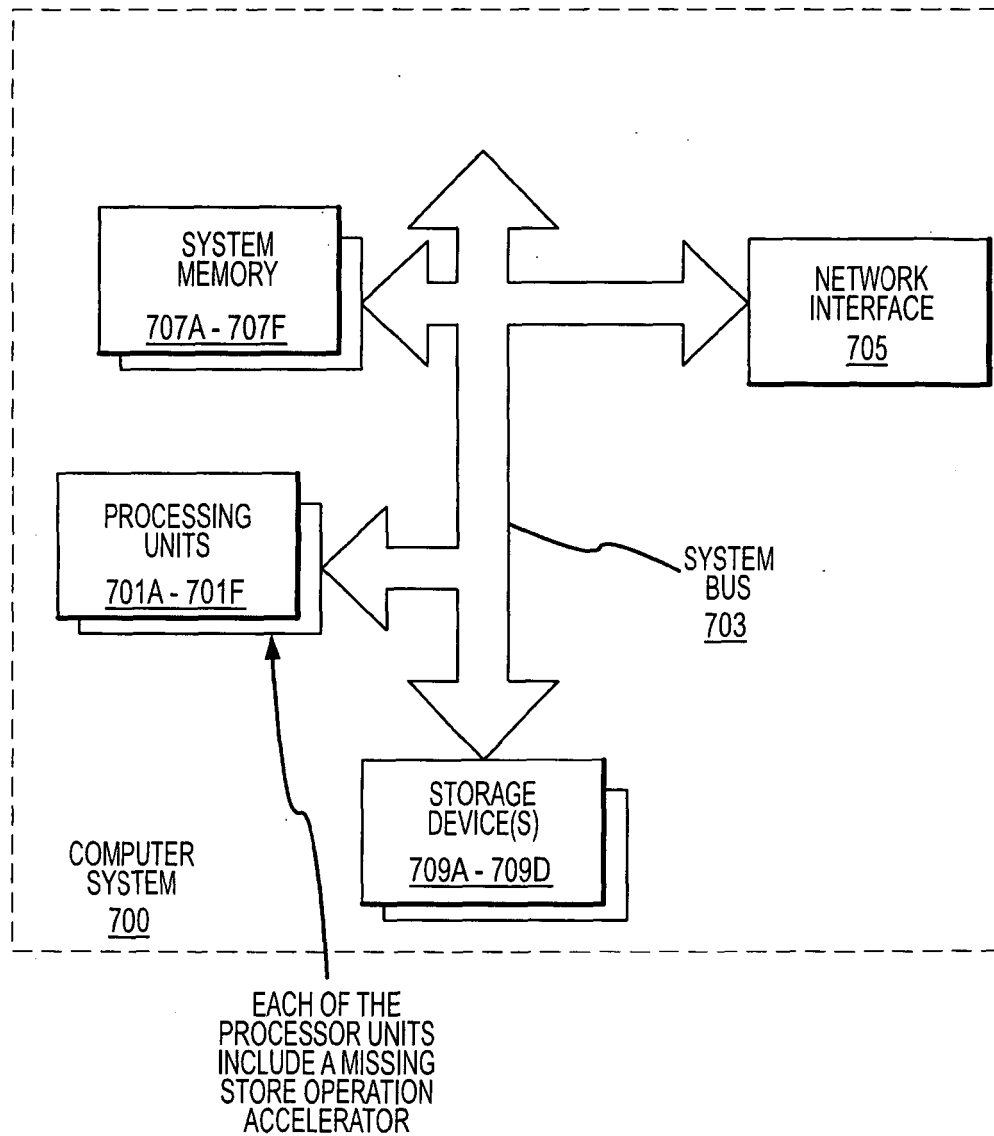 SYSTEM
MEMORY
707A - 707F
NETWORK
INTERFACE
705
PROCESSING
UNITS
701A - 701F
SYSTEM
BUS
703
STORAGE
DEVICE(S)
709A - 709D
COMPUTER
SYSTEM
700
EACH OF THE
PROCESSOR UNITS
INCLUDE A MISSING
STORE OPERATION
ACCELERATOR